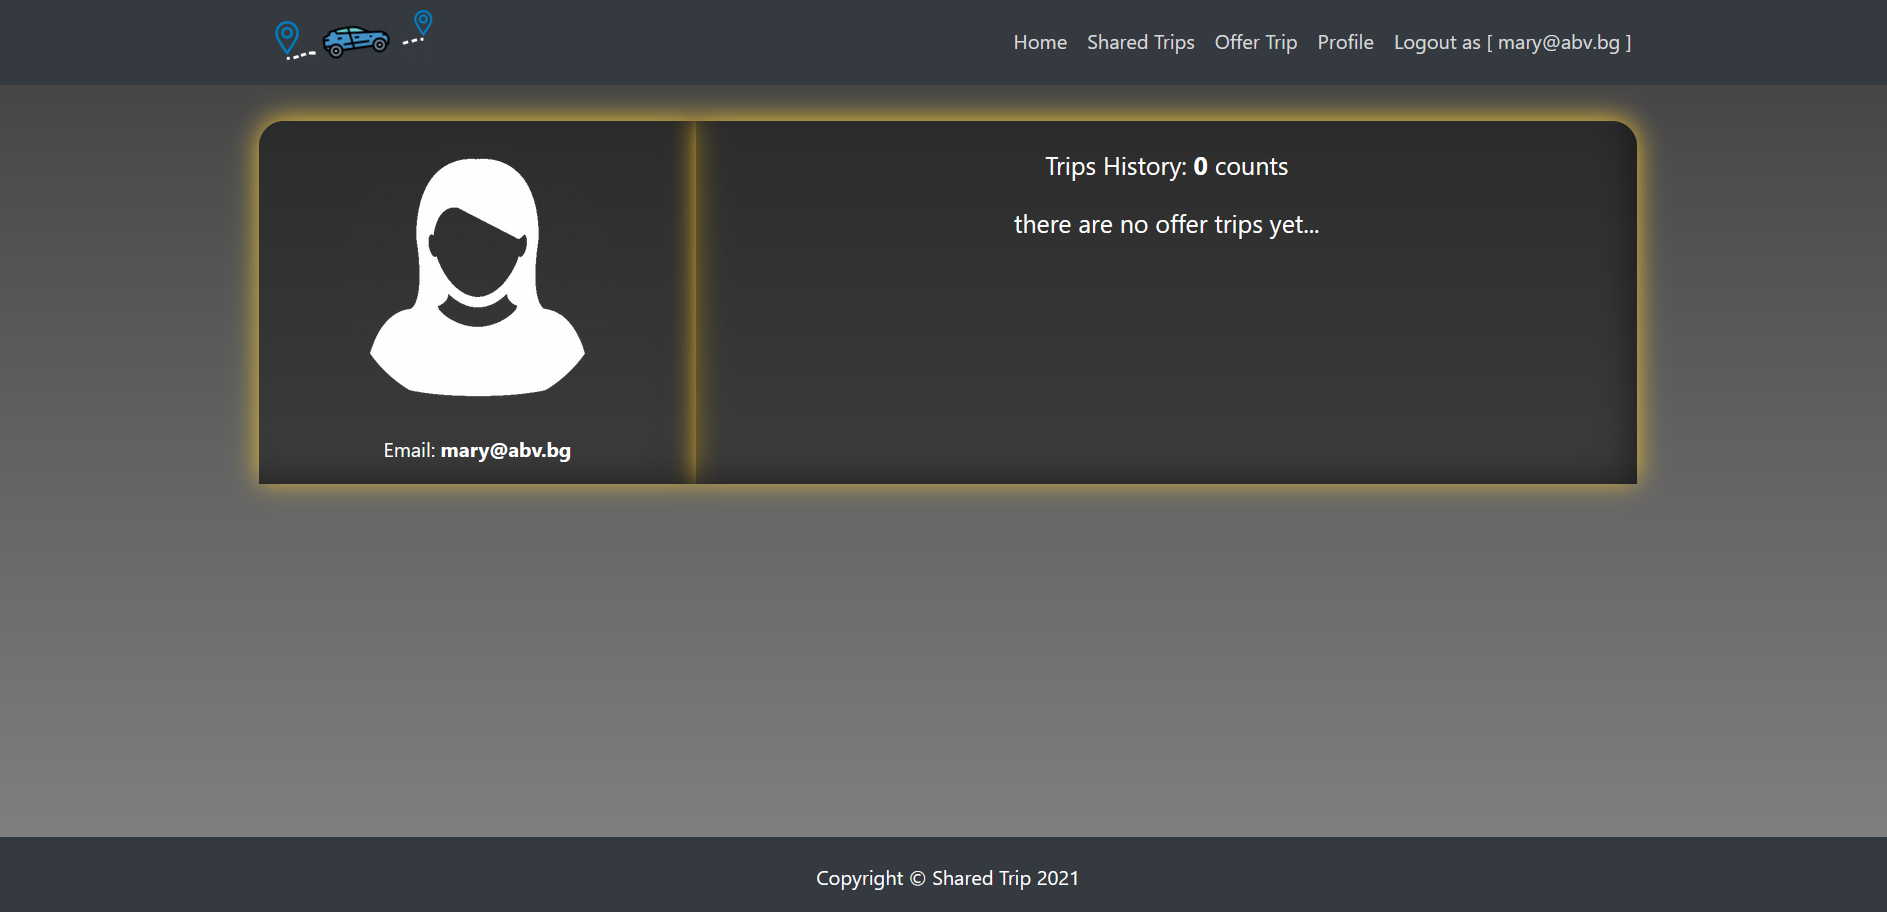 Home Shared Trips Offer Trip Profile Logout as [ mary@abv.bg ]
Trips History: 0 counts
there are no offer trips yet...
Email: mary@abv.bg
Copyright © Shared Trip 2021